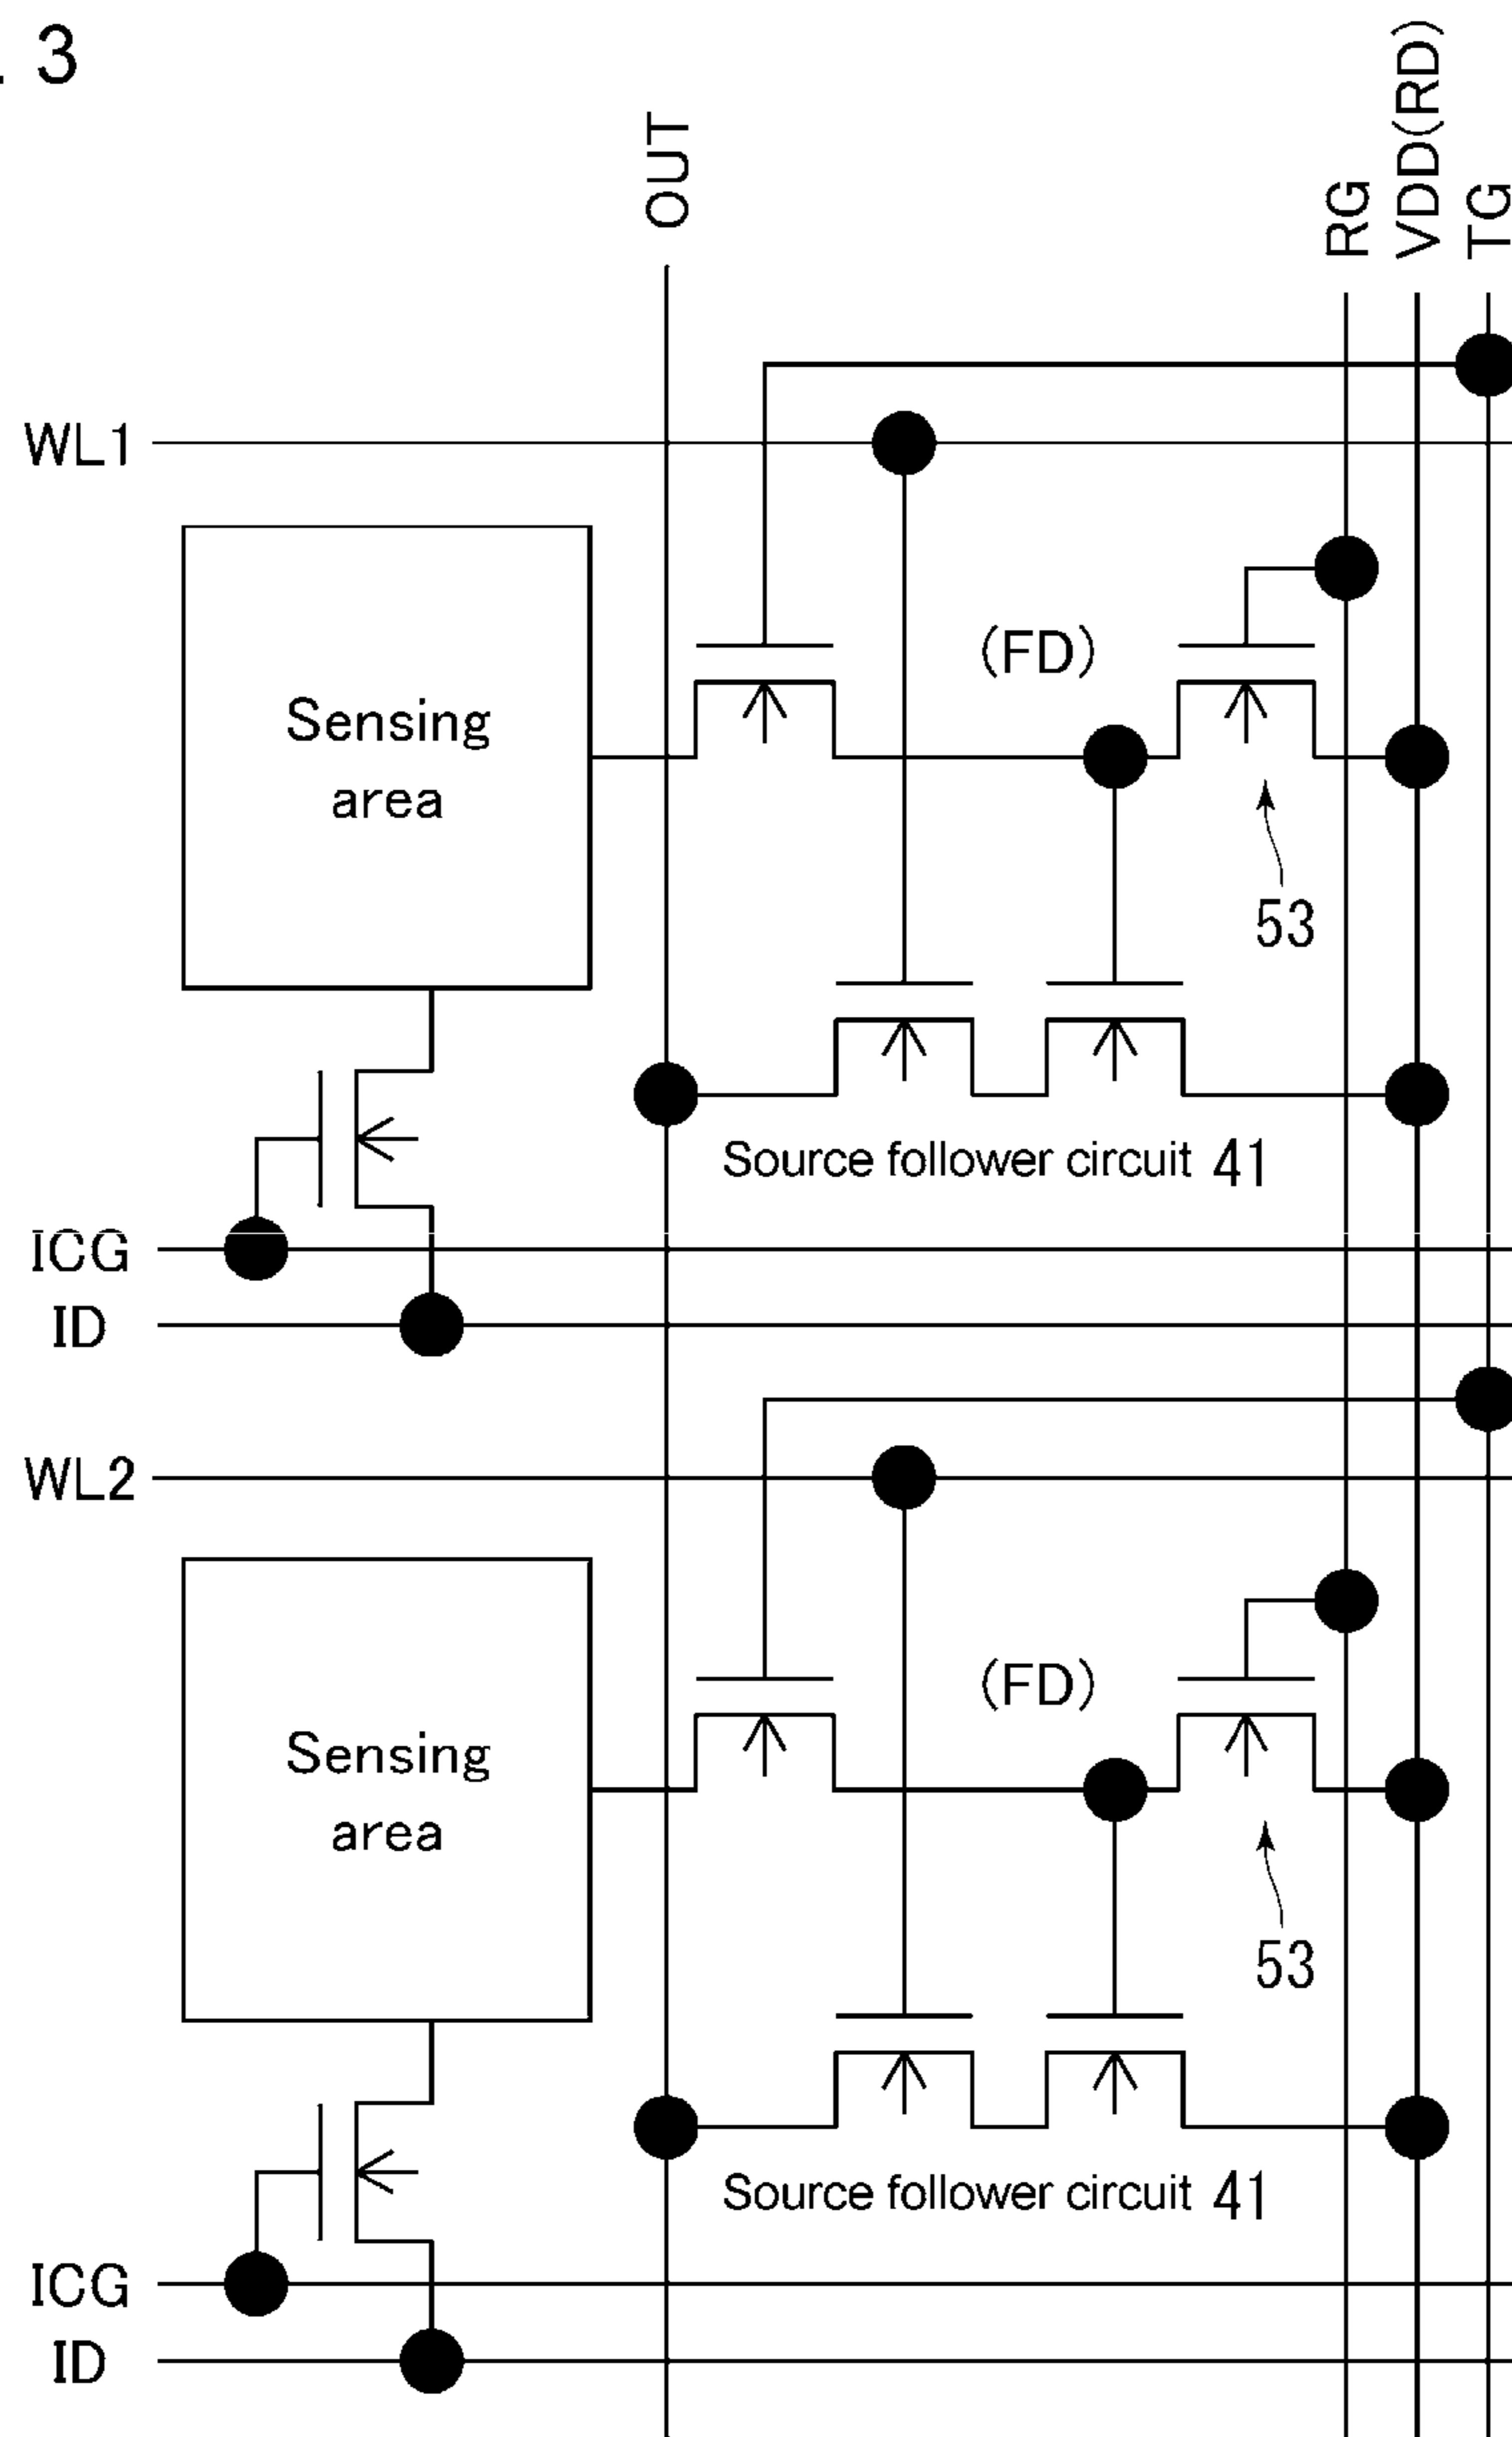 . 3
OUT
RG
VDD(RD)
TG
WL1
Sensing
area
(FD)
53
Source follower circuit 41
ICG
ID
WL2
Sensing
area
(FD)
53
Source follower circuit 41
ICG
ID